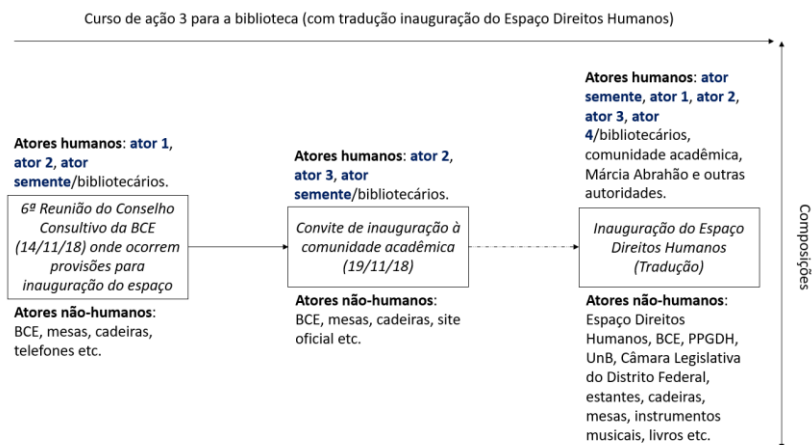 Curso de ação 3 para a biblioteca (com tradução inauguração do Espaço Direitos Humanos)
Atores humanos: ator 1,
ator 2, ator
semente/bibliotecários.
6ª Reunião do Conselho
Consultivo da BCE
(14/11/18) onde ocorrem
provisões para
inauguração do espaço
Atores não-humanos:
BCE, mesas, cadeiras,
telefones etc.
Atores humanos: ator 2,
ator 3, ator
semente/bibliotecários.
Convite de inauguração à
comunidade acadêmica
(19/11/18)
Atores não-humanos:
BCE, mesas, cadeiras, site
oficial etc.
Atores humanos: ator
semente, ator 1, ator 2,
ator 3, ator
4/bibliotecários,
comunidade acadêmica,
Márcia Abrahão e outras
autoridades.
Inauguração do Espaço
Direitos Humanos
(Tradução)
Atores não-humanos:
Espaço Direitos
Humanos, BCE, PPGDH,
UnB, Câmara Legislativa
do Distrito Federal,
estantes, cadeiras,
mesas, instrumentos
musicais, livros etc.
Composições